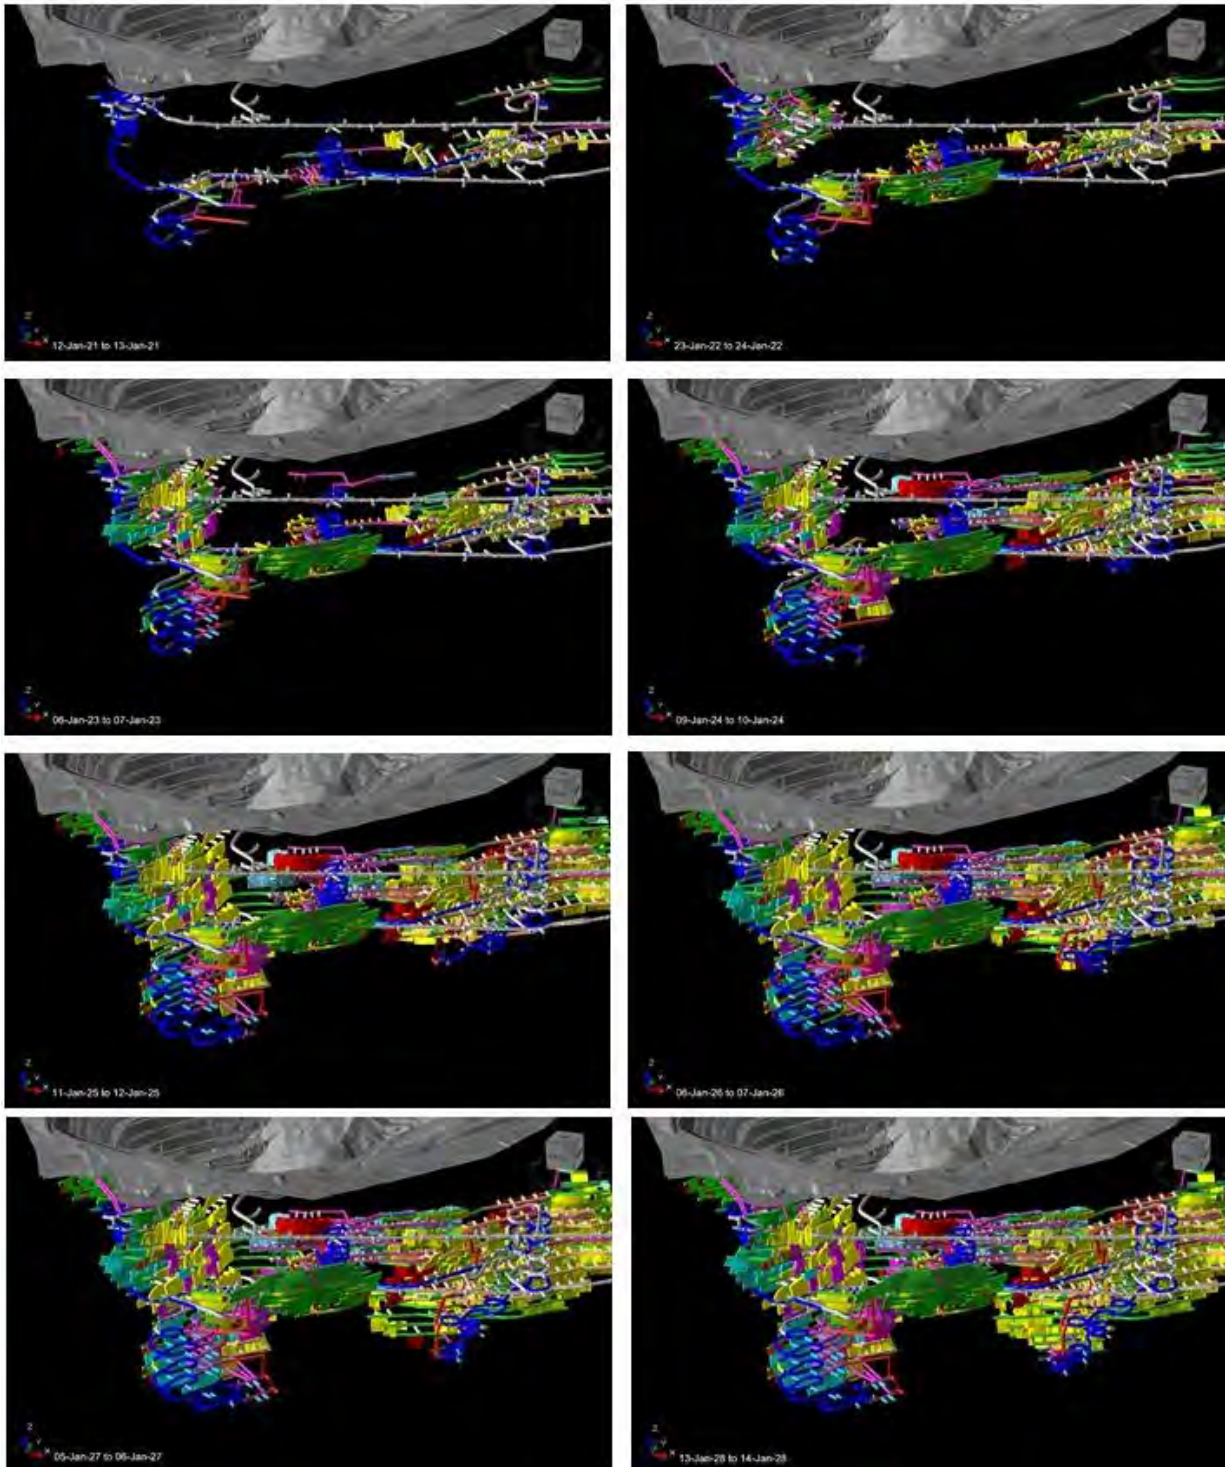 Z
Y
X
12-Jan-21 to 13-Jan-21
Z
Y
X
23-Jan-22 to 24-Jan-22
Z
Y
X
06-Jan-23 to 07-Jan-23
Z
Y
X
09-Jan-24 to 10-Jan-24
Z
Y
X
11-Jan-25 to 12-Jan-25
Z
Y
X
06-Jan-26 to 07-Jan-26
Z
Y
X
05-Jan-27 to 06-Jan-27
Z
Y
X
13-Jan-28 to 14-Jan-28